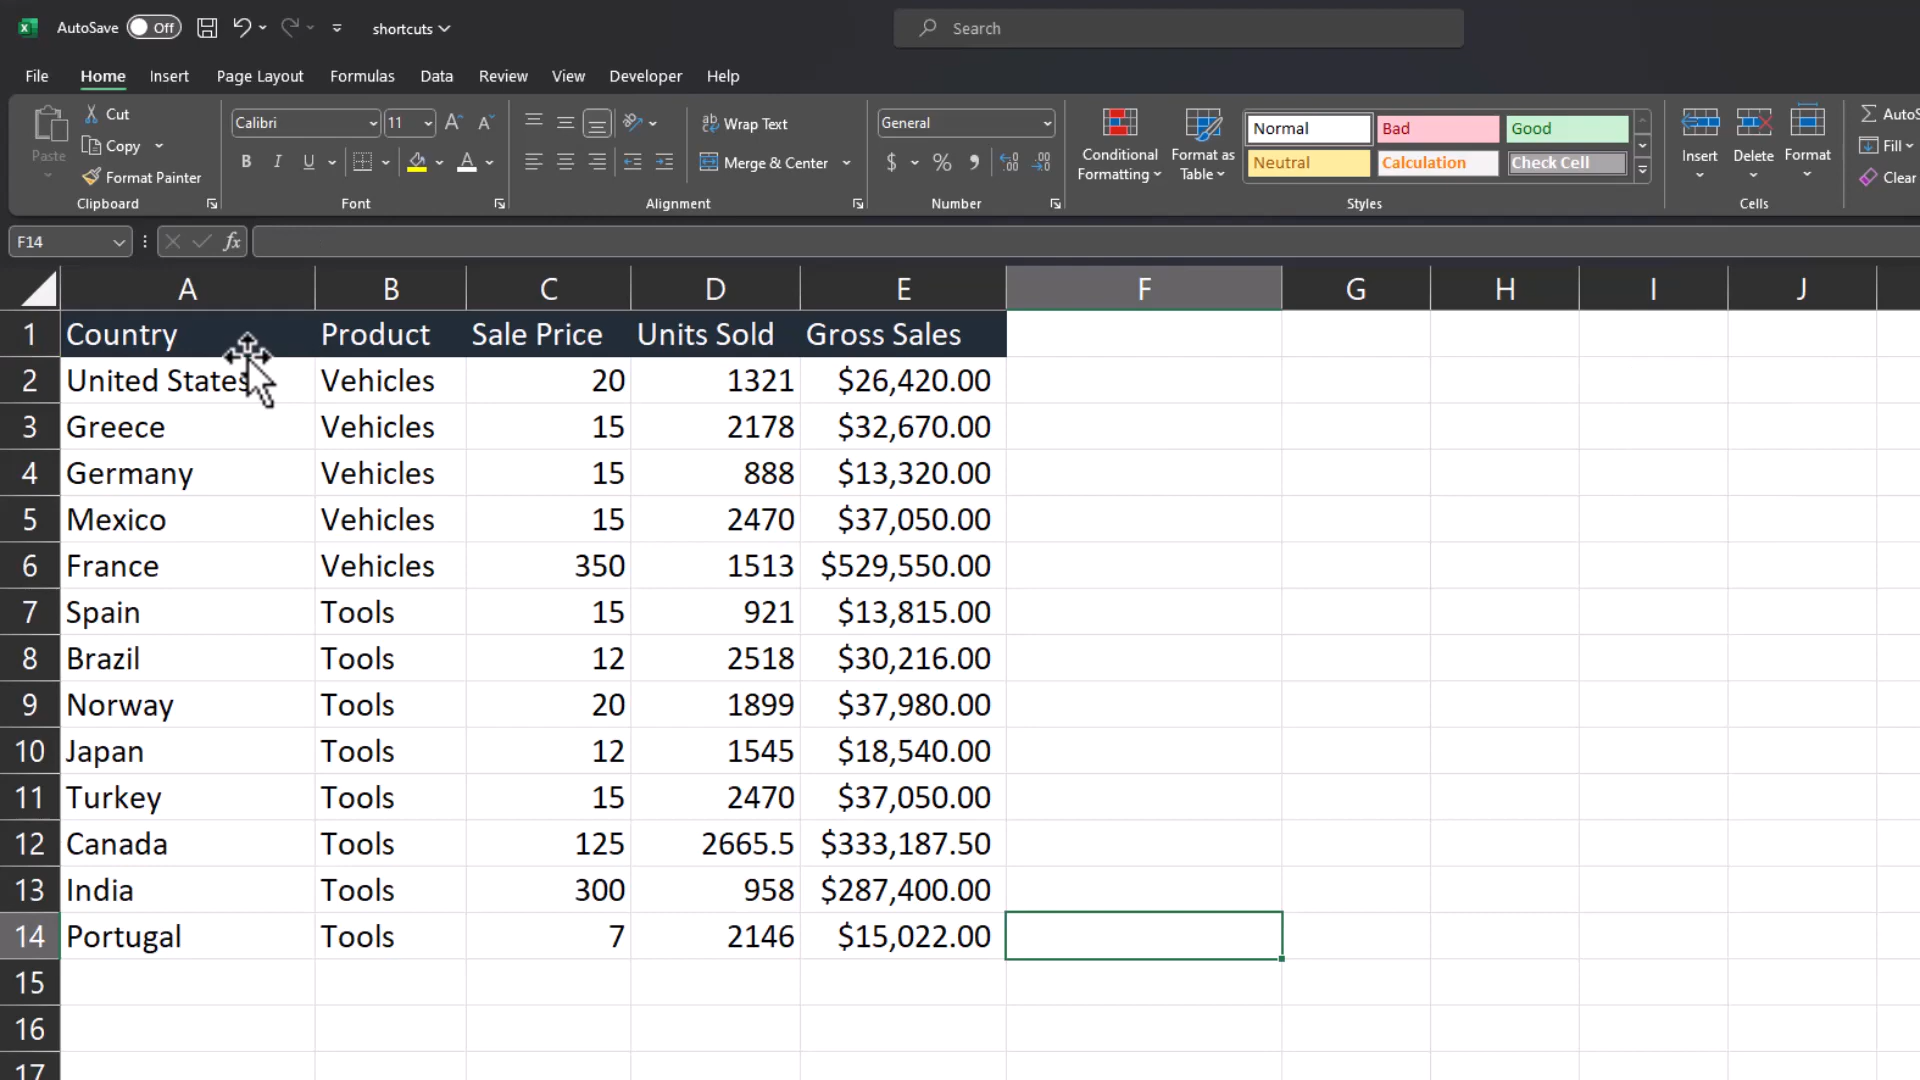 AutoSave Off shortcuts Search
File Home Insert Page Layout Formulas Data Review View Developer Help
Paste Cut Copy Format Painter Clipboard
Calibri 11 B I U A Font
Wrap Text Merge & Center Alignment
General $ % Number
Conditional Formatting Format as Table
Normal Bad Good
Neutral Calculation Check Cell
Styles
Insert Delete Format Cells
Fill
Clear
F14 fx
A B C D E F G H I J
1 Country Product Sale Price Units Sold Gross Sales
2 United States Vehicles 20 1321 $26,420.00
3 Greece Vehicles 15 2178 $32,670.00
4 Germany Vehicles 15 888 $13,320.00
5 Mexico Vehicles 15 2470 $37,050.00
6 France Vehicles 350 1513 $529,550.00
7 Spain Tools 15 921 $13,815.00
8 Brazil Tools 12 2518 $30,216.00
9 Norway Tools 20 1899 $37,980.00
10 Japan Tools 12 1545 $18,540.00
11 Turkey Tools 15 2470 $37,050.00
12 Canada Tools 125 2665.5 $333,187.50
13 India Tools 300 958 $287,400.00
14 Portugal Tools 7 2146 $15,022.00
15
16
17